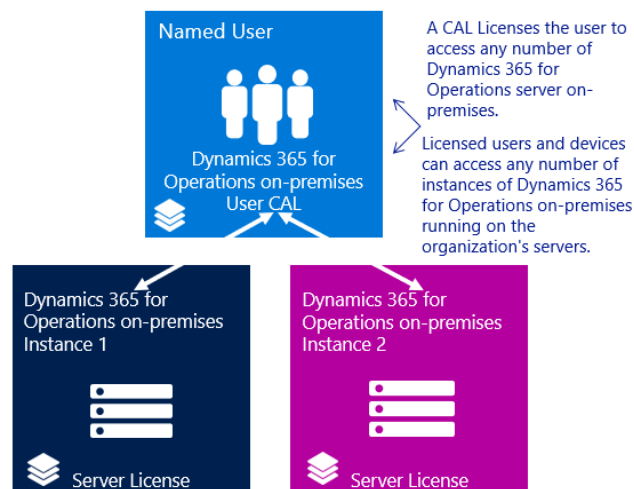 Named User
Dynamics 365 for
Operations on-premises
User CAL
A CAL Licenses the user to
access any number of
Dynamics 365 for
Operations server on-
premises.
Licensed users and devices
can access any number of
instances of Dynamics 365
for Operations on-premises
running on the
organization's servers.
Dynamics 365 for
Operations on-premises
Instance 1
Server License
Dynamics 365 for
Operations on-premises
Instance 2
Server License